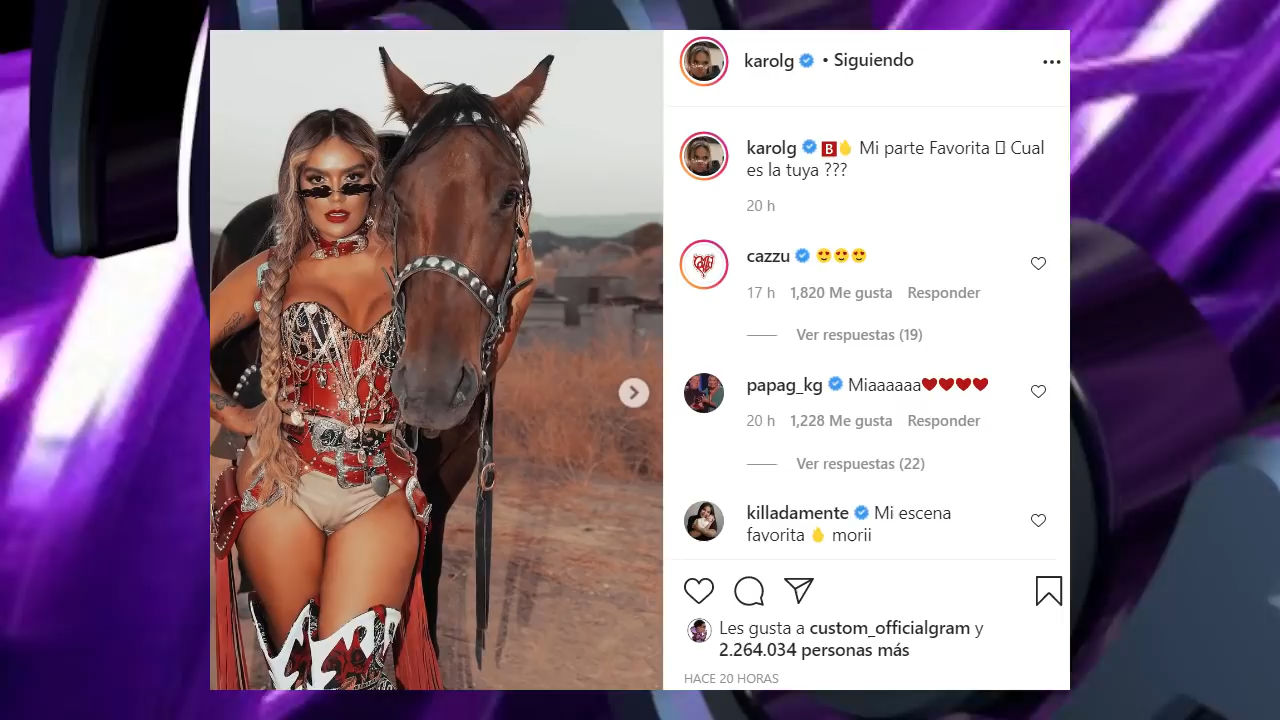 karolg • Siguiendo
karolg 🅱️🖐 Mi parte Favorita ▯ Cual
es la tuya ???
20 h
cazzu 😍😍😍
17 h 1,820 Me gusta Responder
Ver respuestas (19)
papag_kg Miaaaaaa❤❤❤❤
20 h 1,228 Me gusta Responder
Ver respuestas (22)
killadamente Mi escena
favorita morii
Les gusta a custom_officialgram y
2.264.034 personas más
HACE 20 HORAS